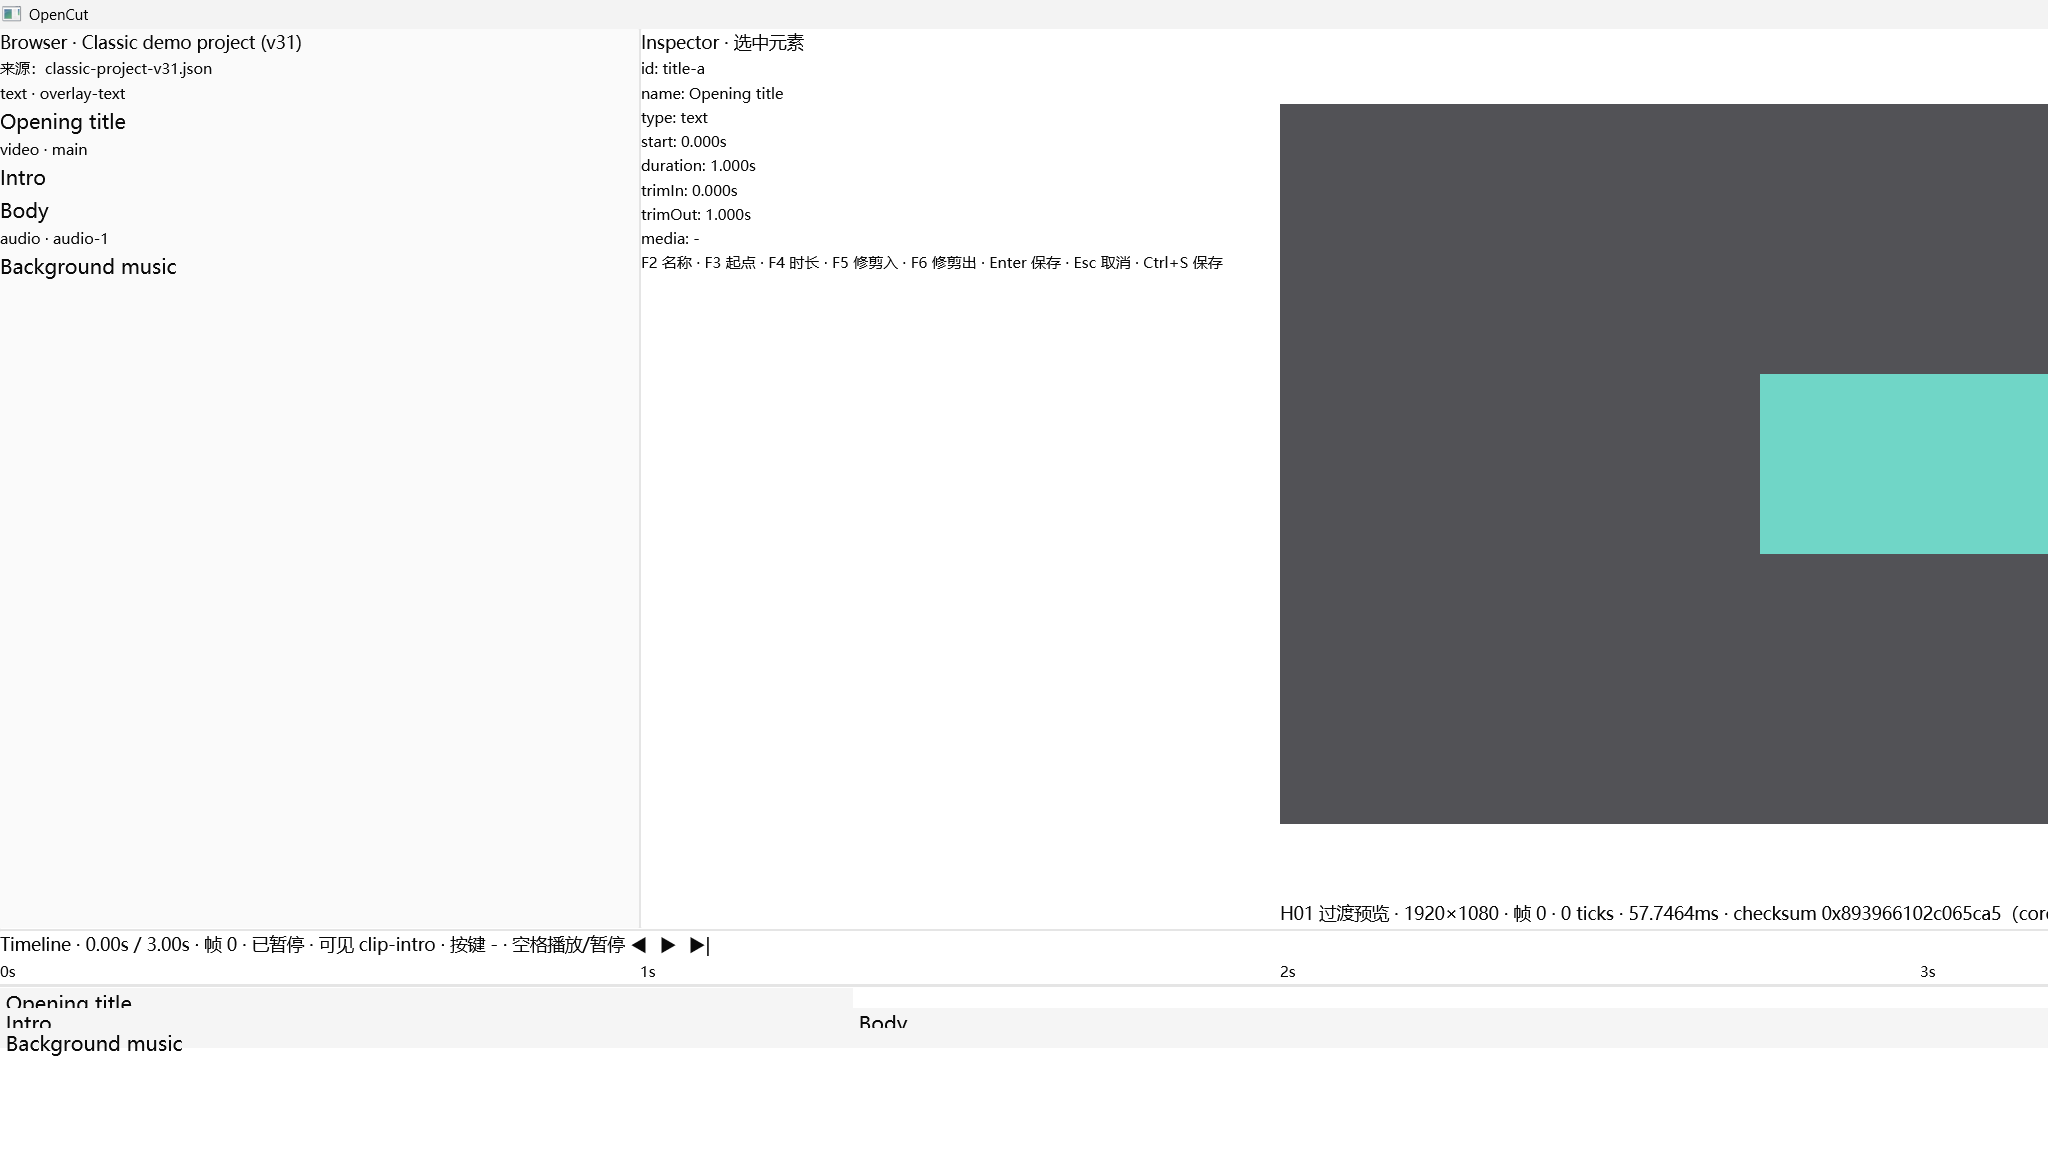 OpenCut
Browser · Classic demo project (v31)
来源：classic-project-v31.json
text · overlay-text
Opening title
video · main
Intro
Body
audio · audio-1
Background music
Inspector · 选中元素
id: title-a
name: Opening title
type: text
start: 0.000s
duration: 1.000s
trimIn: 0.000s
trimOut: 1.000s
media: -
F2 名称 · F3 起点 · F4 时长 · F5 修剪入 · F6 修剪出 · Enter 保存 · Esc 取消 · Ctrl+S 保存
H01 过渡预览 · 1920×1080 · 帧 0 · 0 ticks · 57.7464ms · checksum 0x893966102c065ca5（cor
Timeline · 0.00s / 3.00s · 帧 0 · 已暂停 · 可见 clip-intro · 按键 - · 空格播放/暂停 ◀ ▶ ▶|
0s 1s 2s 3s
Opening title
Intro Body
Background music